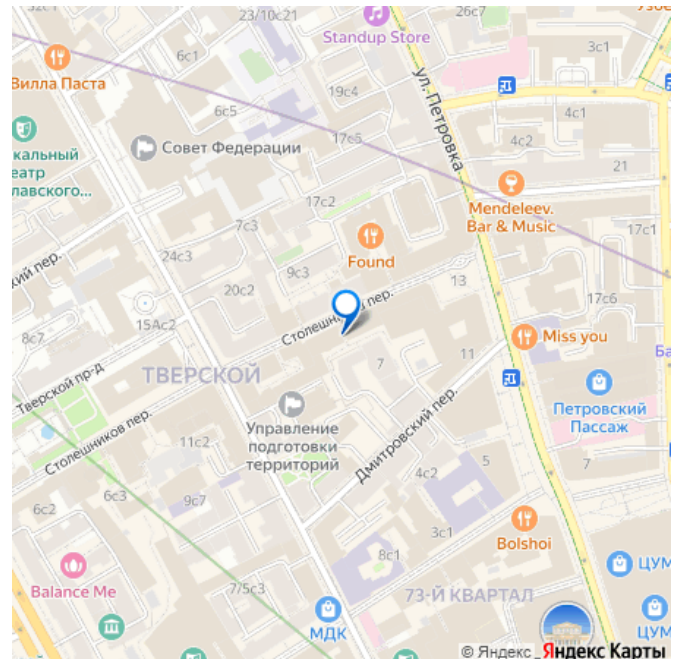 32с1
23/10с21
26с7
Узбе
Standup Store
3с1
6с1
Вилла Паста
19с4
6с5
4с1
17с5
ул. Петровка
Совет Федерации
4с2
кальный
еатр
лавского...
21
17с2
Mendeleev.
Bar & Music
7с3
17с1
Found
24с3
9с3
кий пер.
13
20с2
17с6
15Ас2
Столешников пер.
Miss you
8с7
Ба
11
7
ТВЕРСКОЙ
Тверской пр-д
Петровский
Пассаж
Управление
подготовки
территорий
Дмитровский пер.
Столешников пер.
11с2
5
7
4с2
6с3
9с7
6с2
3с1
Bolshoi
8с1
ЦУМ
Balance Me
7/5с3
73-Й КВАРТАЛ
МДК
ЦУМ
© Яндекс Яндекс Карты